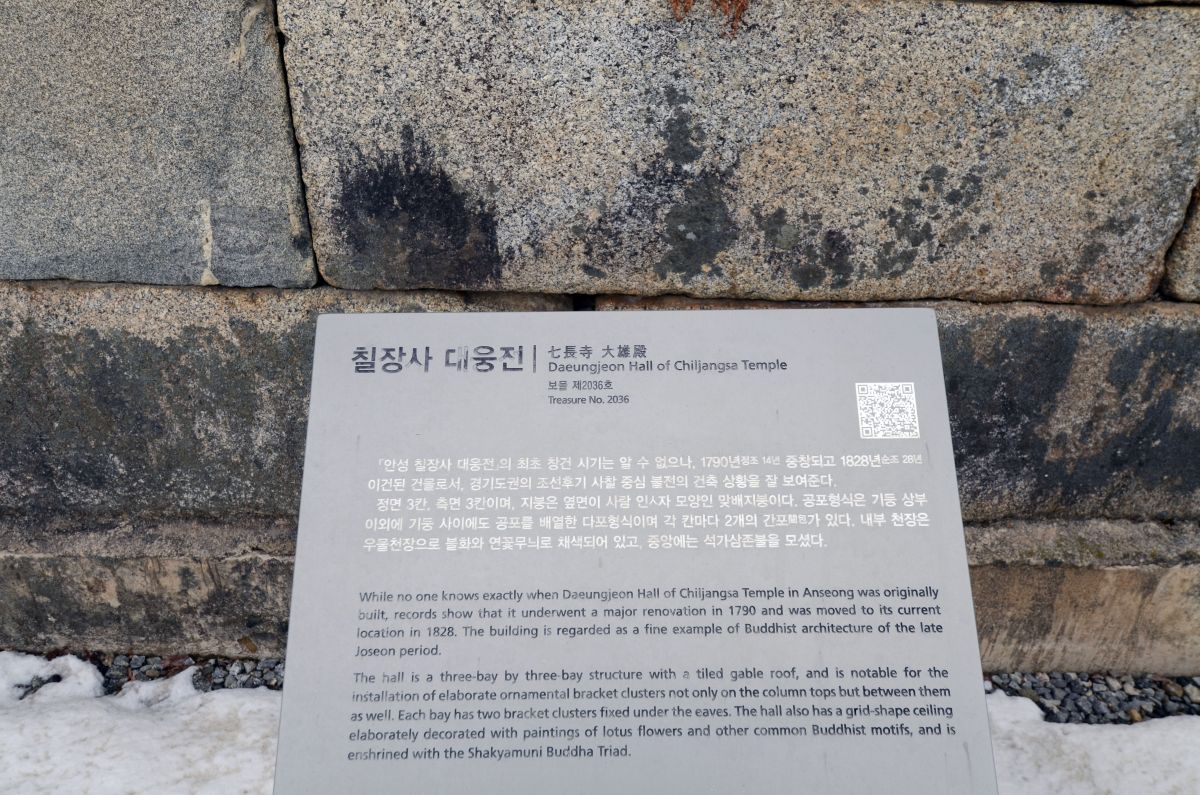 칠장사 대웅전
七長寺 大雄殿
Daeungjeon Hall of Chiljangsa Temple
보물 제2036호
Treasure No. 2036
「안성 칠장사 대웅전」의 최초 창건 시기는 알 수 없으나, 1790년정조 14년 중창되고 1828년순조 28년
이건된 건물로서, 경기도권의 조선후기 사찰 중심 불전의 건축 상황을 잘 보여준다.
정면 3칸, 측면 3칸이며, 지붕은 옆면이 사람 인人자 모양인 맞배지붕이다. 공포형식은 기둥 상부
이외에 기둥 사이에도 공포를 배열한 다포형식이며 각 칸마다 2개의 간포間包가 있다. 내부 천장은
우물천장으로 불화와 연꽃무늬로 채색되어 있고, 중앙에는 석가삼존불을 모셨다.
While no one knows exactly when Daeungjeon Hall of Chiljangsa Temple in Anseong was originally
built, records show that it underwent a major renovation in 1790 and was moved to its current
location in 1828. The building is regarded as a fine example of Buddhist architecture of the late
Joseon period.
The hall is a three-bay by three-bay structure with a tiled gable roof, and is notable for the
installation of elaborate ornamental bracket clusters not only on the column tops but between them
as well. Each bay has two bracket clusters fixed under the eaves. The hall also has a grid-shape ceiling
elaborately decorated with paintings of lotus flowers and other common Buddhist motifs, and is
enshrined with the Shakyamuni Buddha Triad.